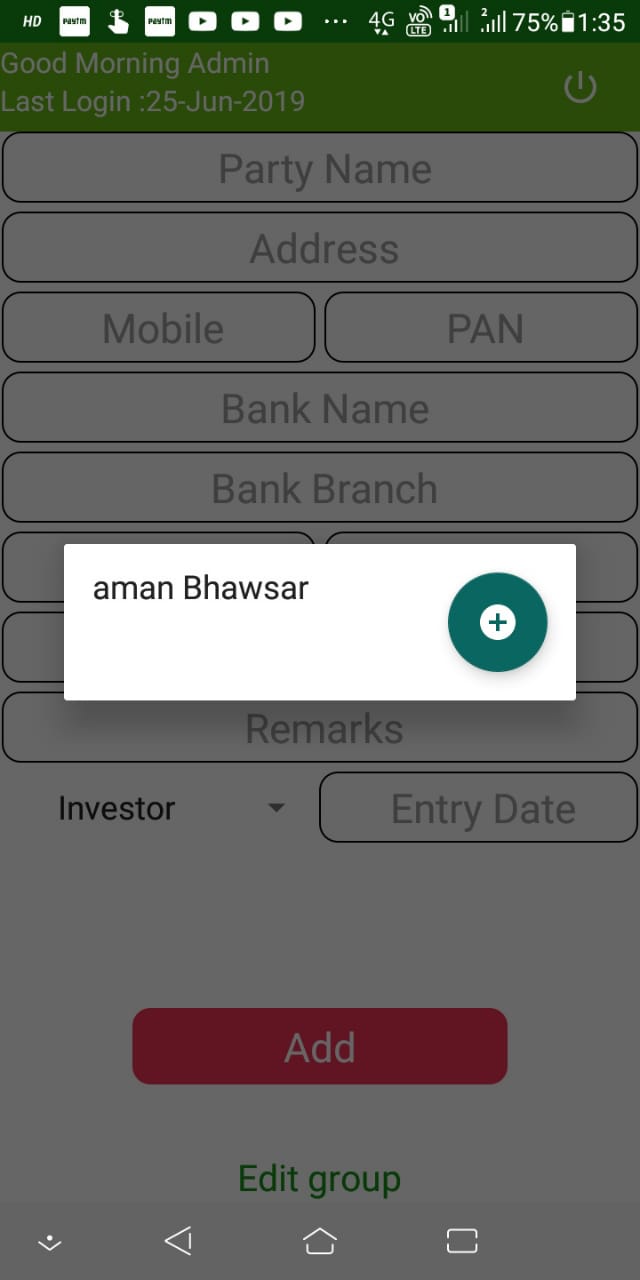 HD Paytm Paytm ... 4G VO LTE 1 2 75% 1:35
Good Morning Admin
Last Login :25-Jun-2019
Party Name
Address
Mobile PAN
Bank Name
Bank Branch
aman Bhawsar
Remarks
Investor Entry Date
Add
Edit group